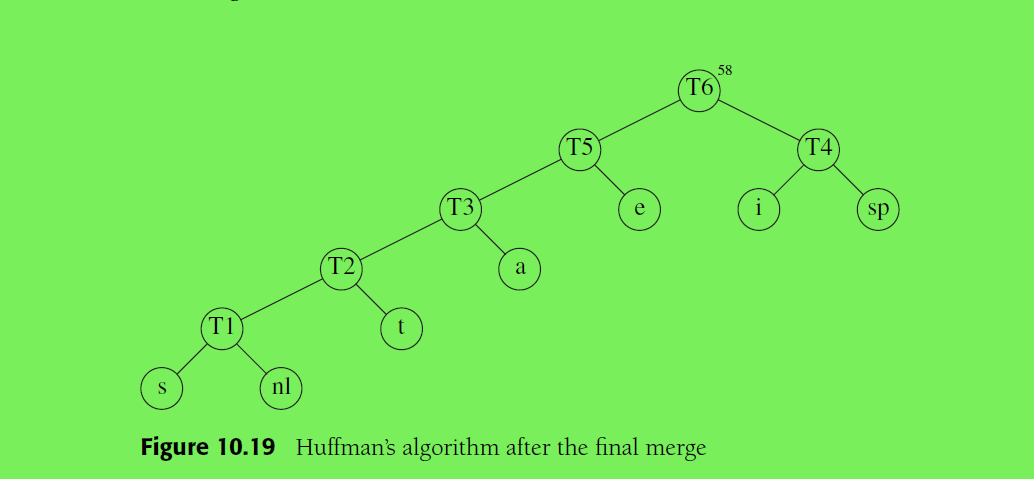 T6 58
T5 T4
T3 e i sp
T2 a
T1 t
s nl
Figure 10.19 Huffman's algorithm after the final merge